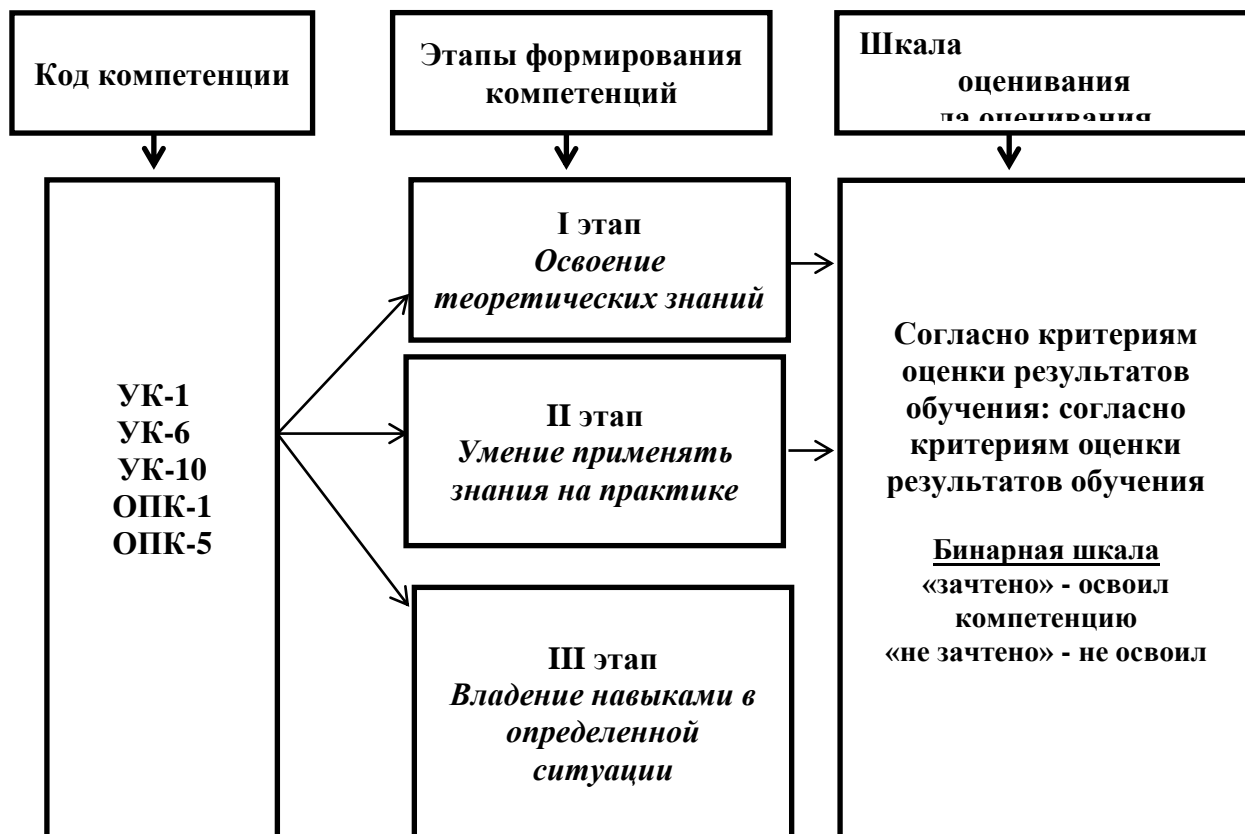 Код компетенции
Этапы формирования
компетенций
Шкала
оценивания
ла оценивания
УК-1
УК-6
УК-10
ОПК-1
ОПК-5
I этап
Освоение
теоретических знаний
II этап
Умение применять
знания на практике
III этап
Владение навыками в
определенной
ситуации
Согласно критериям
оценки результатов
обучения: согласно
критериям оценки
результатов обучения
Бинарная шкала
«зачтено» - освоил
компетенцию
«не зачтено» - не освоил